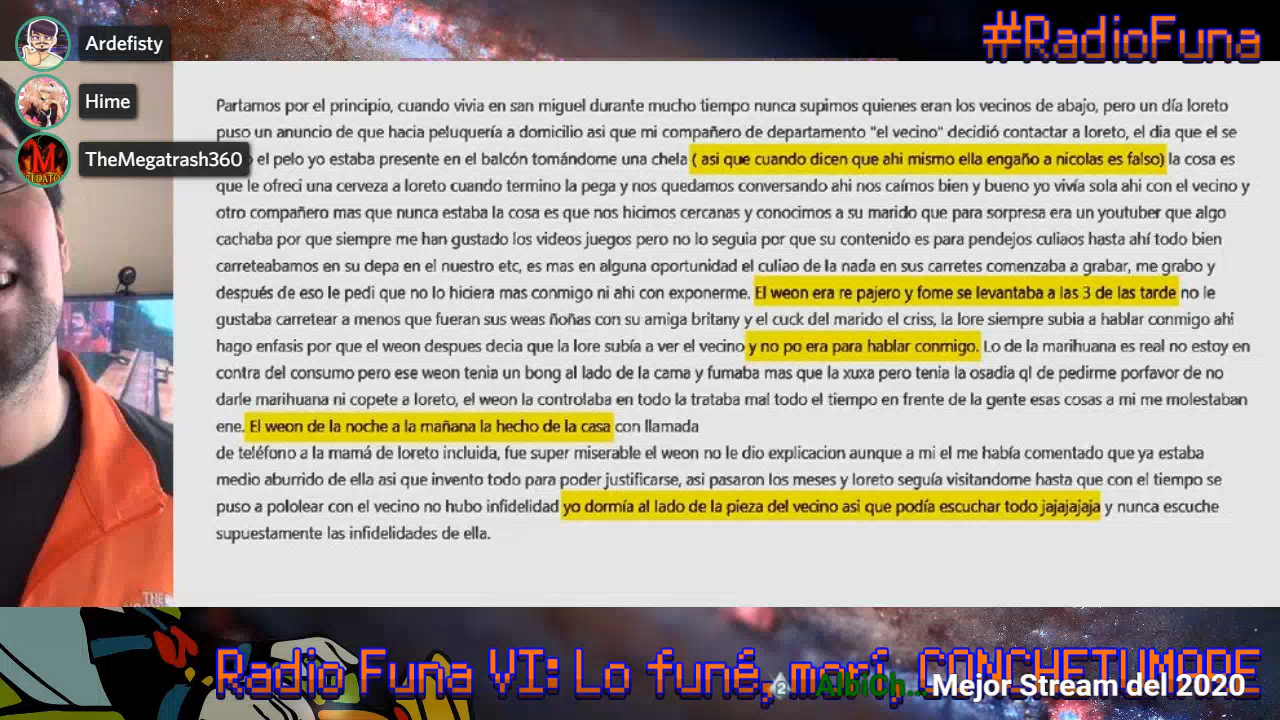 Ardefisty
#RadioFuna
Hime
TheMegatrash360
Partamos por el principio, cuando vivia en san miguel durante mucho tiempo nunca supimos quienes eran los vecinos de abajo, pero un día loreto
puso un anuncio de que hacia peluquería a domicilio asi que mi compañero de departamento "el vecino" decidió contactar a loreto, el dia que el se
el pelo yo estaba presente en el balcón tomándome una chela ( asi que cuando dicen que ahi mismo ella engaño a nicolas es falso) la cosa es
que le ofreci una cerveza a loreto cuando termino la pega y nos quedamos conversando ahi nos caímos bien y bueno yo vivía sola ahi con el vecino y
otro compañero mas que nunca estaba la cosa es que nos hicimos cercanas y conocimos a su marido que para sorpresa era un youtuber que algo
cachaba por que siempre me han gustado los videos juegos pero no lo seguia por que su contenido es para pendejos culiaos hasta ahí todo bien
carreteabamos en su depa en el nuestro etc, es mas en alguna oportunidad el culiao de la nada en sus carretes comenzaba a grabar, me grabo y
después de eso le pedi que no lo hiciera mas conmigo ni ahi con exponerme. El weon era re pajero y fome se levantaba a las 3 de las tarde no le
gustaba carretear a menos que fueran sus weas ñoñas con su amiga britany y el cuck del marido el criss, la lore siempre subia a hablar conmigo ahi
hago enfasis por que el weon despues decia que la lore subía a ver el vecino y no po era para hablar conmigo. Lo de la marihuana es real no estoy en
contra del consumo pero ese weon tenia un bong al lado de la cama y fumaba mas que la xuxa pero tenia la osadia ql de pedirme porfavor de no
darle marihuana ni copete a loreto, el weon la controlaba en todo la trataba mal todo el tiempo en frente de la gente esas cosas a mi me molestaban
ene. El weon de la noche a la mañana la hecho de la casa con llamada
de teléfono a la mamá de loreto incluida, fue super miserable el weon no le dio explicacion aunque a mi el me había comentado que ya estaba
medio aburrido de ella asi que invento todo para poder justificarse, asi pasaron los meses y loreto seguía visitandome hasta que con el tiempo se
puso a pololear con el vecino no hubo infidelidad yo dormía al lado de la pieza del vecino asi que podía escuchar todo jajajajaja y nunca escuche
supuestamente las infidelidades de ella.
Radio Funa VI: Lo funé, morí, CONCHETUMARE
2 AlbiCh... Mejor Stream del 2020